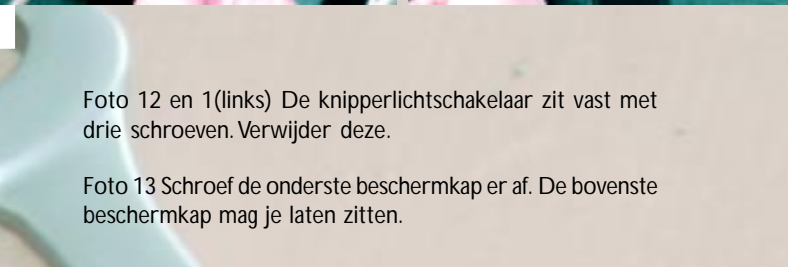 Foto 12 en 1(links) De knipperlichtschakelaar zit vast met
drie schroeven. Verwijder deze.
Foto 13 Schroef de onderste beschermkap er af. De bovenste
beschermkap mag je laten zitten.